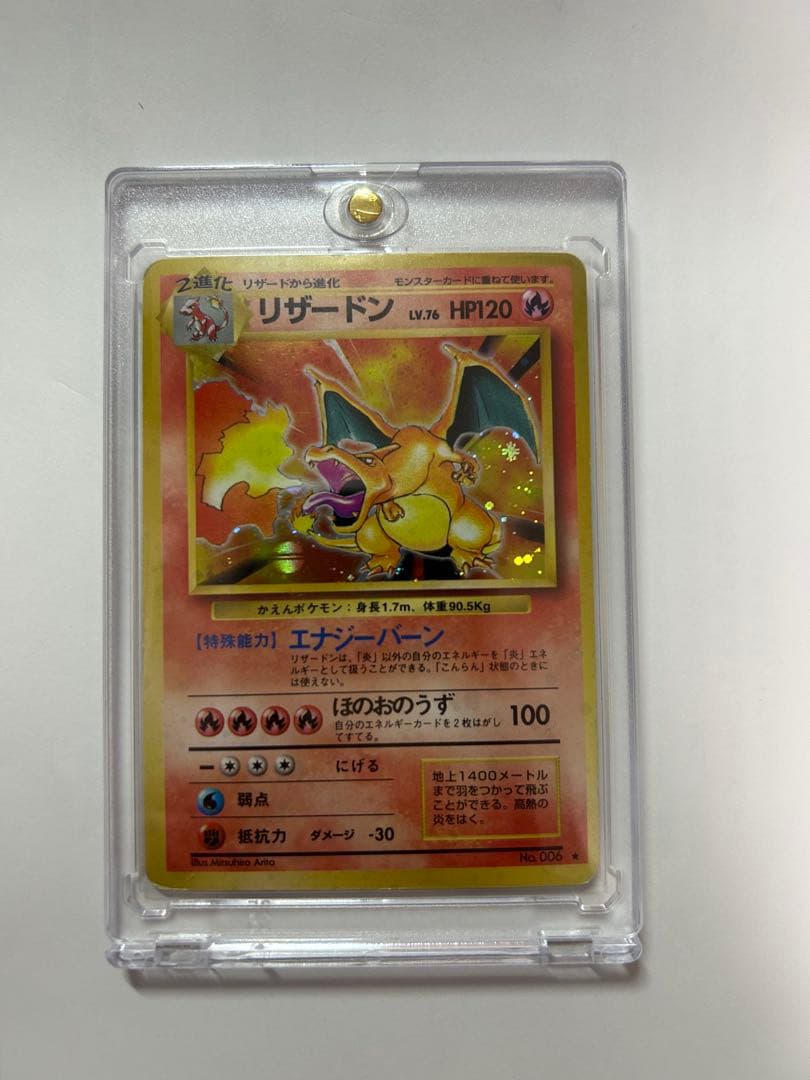 2進化 リザードから進化 モンスターカードに重ねて使います。
リザードン LV.76 HP120
かえんポケモン：身長1.7m、体重90.5Kg
【特殊能力】エナジーバーン
リザードンは、「炎」以外の自分のエネルギーを「炎」エネ
ルギーとして扱うことができる。「こんらん」状態のときに
は使えない。
ほのおのうず 100
自分のエネルギーカードを2枚はがし
てすてる。
にげる
弱点
抵抗力 ダメージ -30
地上1400メートル
まで羽をつかって飛ぶ
ことができる。高熱の
炎をはく。
Illus. Mitsuhiro Arita No. 006 ★